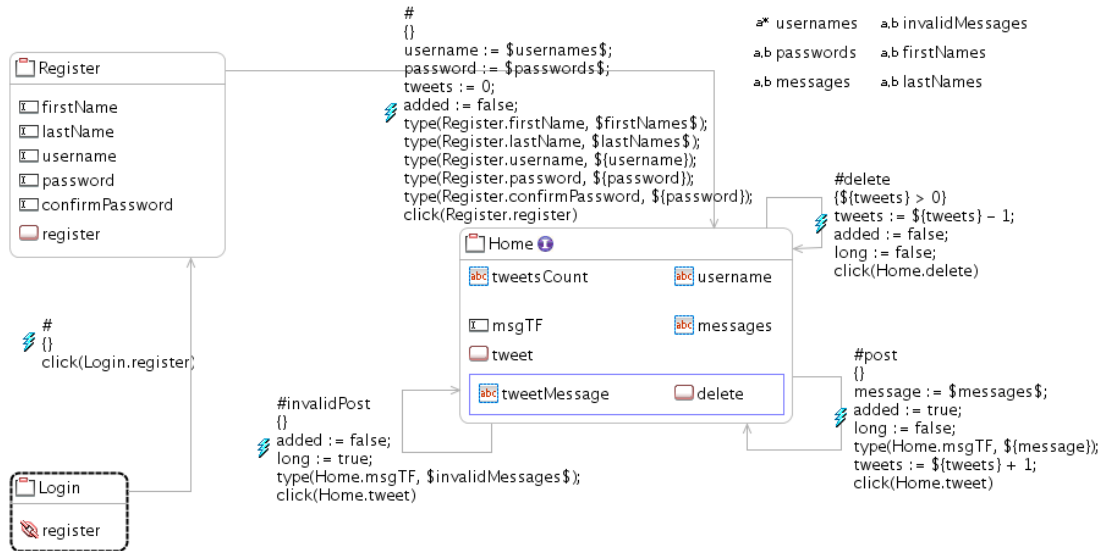 Register
firstName
lastName
username
password
confirmPassword
register
#
{}
username := $usernames$;
password := $passwords$;
tweets := 0;
added := false;
type(Register.firstName, $firstNames$);
type(Register.lastName, $lastNames$);
type(Register.username, ${username});
type(Register.password, ${password});
type(Register.confirmPassword, ${password});
click(Register.register)
a* usernames
a,b invalidMessages
a,b passwords
a,b firstNames
a,b messages
a,b lastNames
#delete
{${tweets} > 0}
tweets := ${tweets} – 1;
added := false;
long := false;
click(Home.delete)
Home I
abc tweetsCount
abc username
msgTF
abc messages
tweet
abc tweetMessage
delete
#
{}
click(Login.register)
#invalidPost
{}
added := false;
long := true;
type(Home.msgTF, $invalidMessages$);
click(Home.tweet)
#post
{}
message := $messages$;
added := true;
long := false;
type(Home.msgTF, ${message});
tweets := ${tweets} + 1;
click(Home.tweet)
Login
register